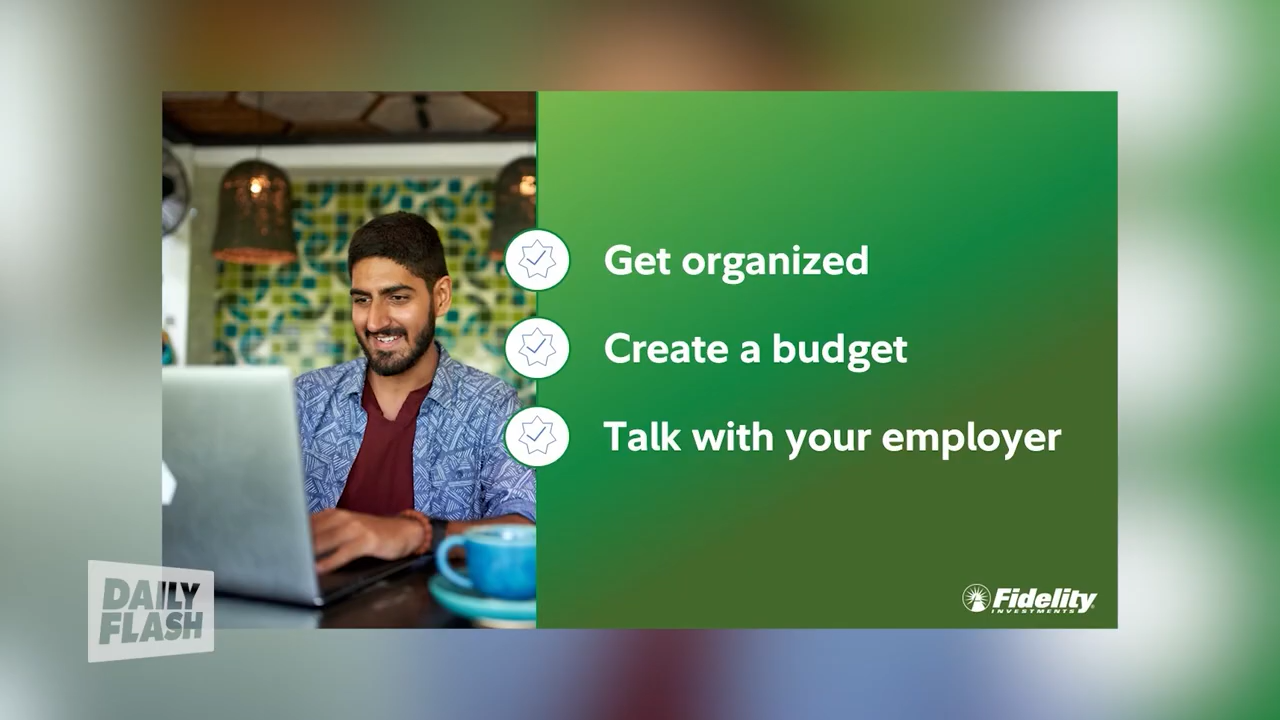 Get organized
Create a budget
Talk with your employer
DAILY
FLASH
Fidelity
INVESTMENTS